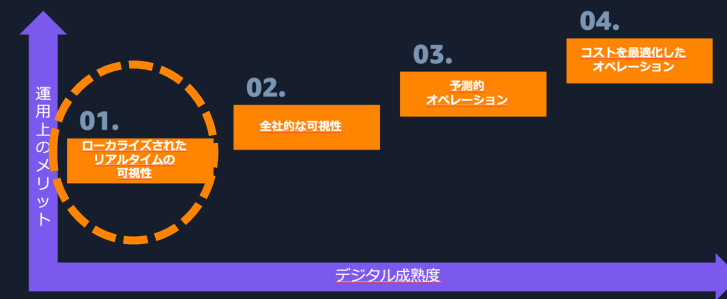 04.
コストを最適化した
オペレーション
03.
予測的
オペレーション
02.
全社的な可視性
01.
ローカライズされた
リアルタイムの
可視性
運用上のメリット
デジタル成熟度